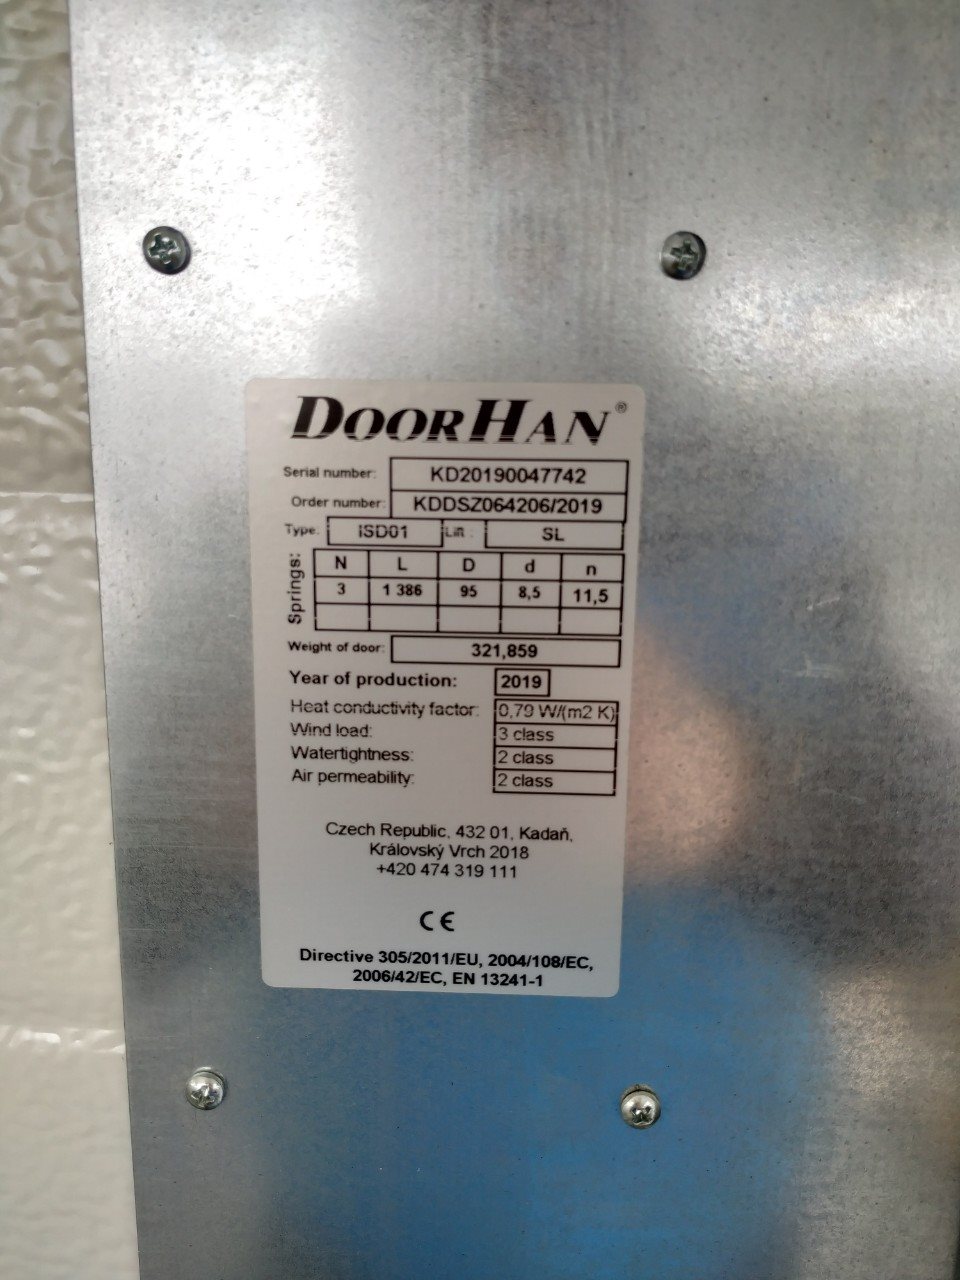 DOORHAN®
Serial number: KD20190047742
Order number: KDDSZ064206/2019
Type: ISD01 Lift : SL
Springs: N L D d n
3 1 386 95 8,5 11,5
Weight of door: 321,859
Year of production: 2019
Heat conductivity factor: 0,79 W/(m2 K)
Wind load: 3 class
Watertightness: 2 class
Air permeability: 2 class
Czech Republic, 432 01, Kadaň,
Královský Vrch 2018
+420 474 319 111
CE
Directive 305/2011/EU, 2004/108/EC,
2006/42/EC, EN 13241-1